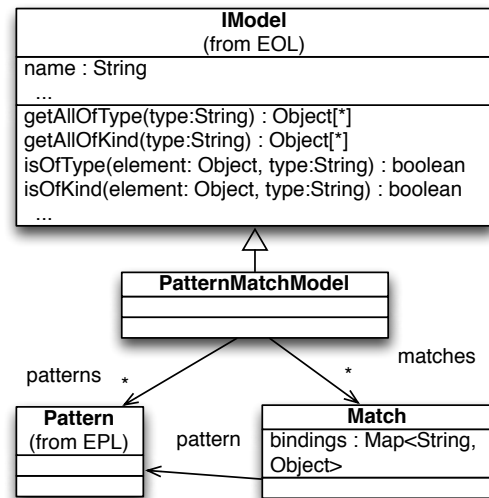 IModel
(from EOL)
name : String
...
getAllOfType(type:String) : Object[*]
getAllOfKind(type:String) : Object[*]
isOfType(element: Object, type:String) : boolean
isOfKind(element: Object, type:String) : boolean
...
PatternMatchModel
patterns
*
*
matches
Pattern
(from EPL)
pattern
Match
bindings : Map<String,
Object>